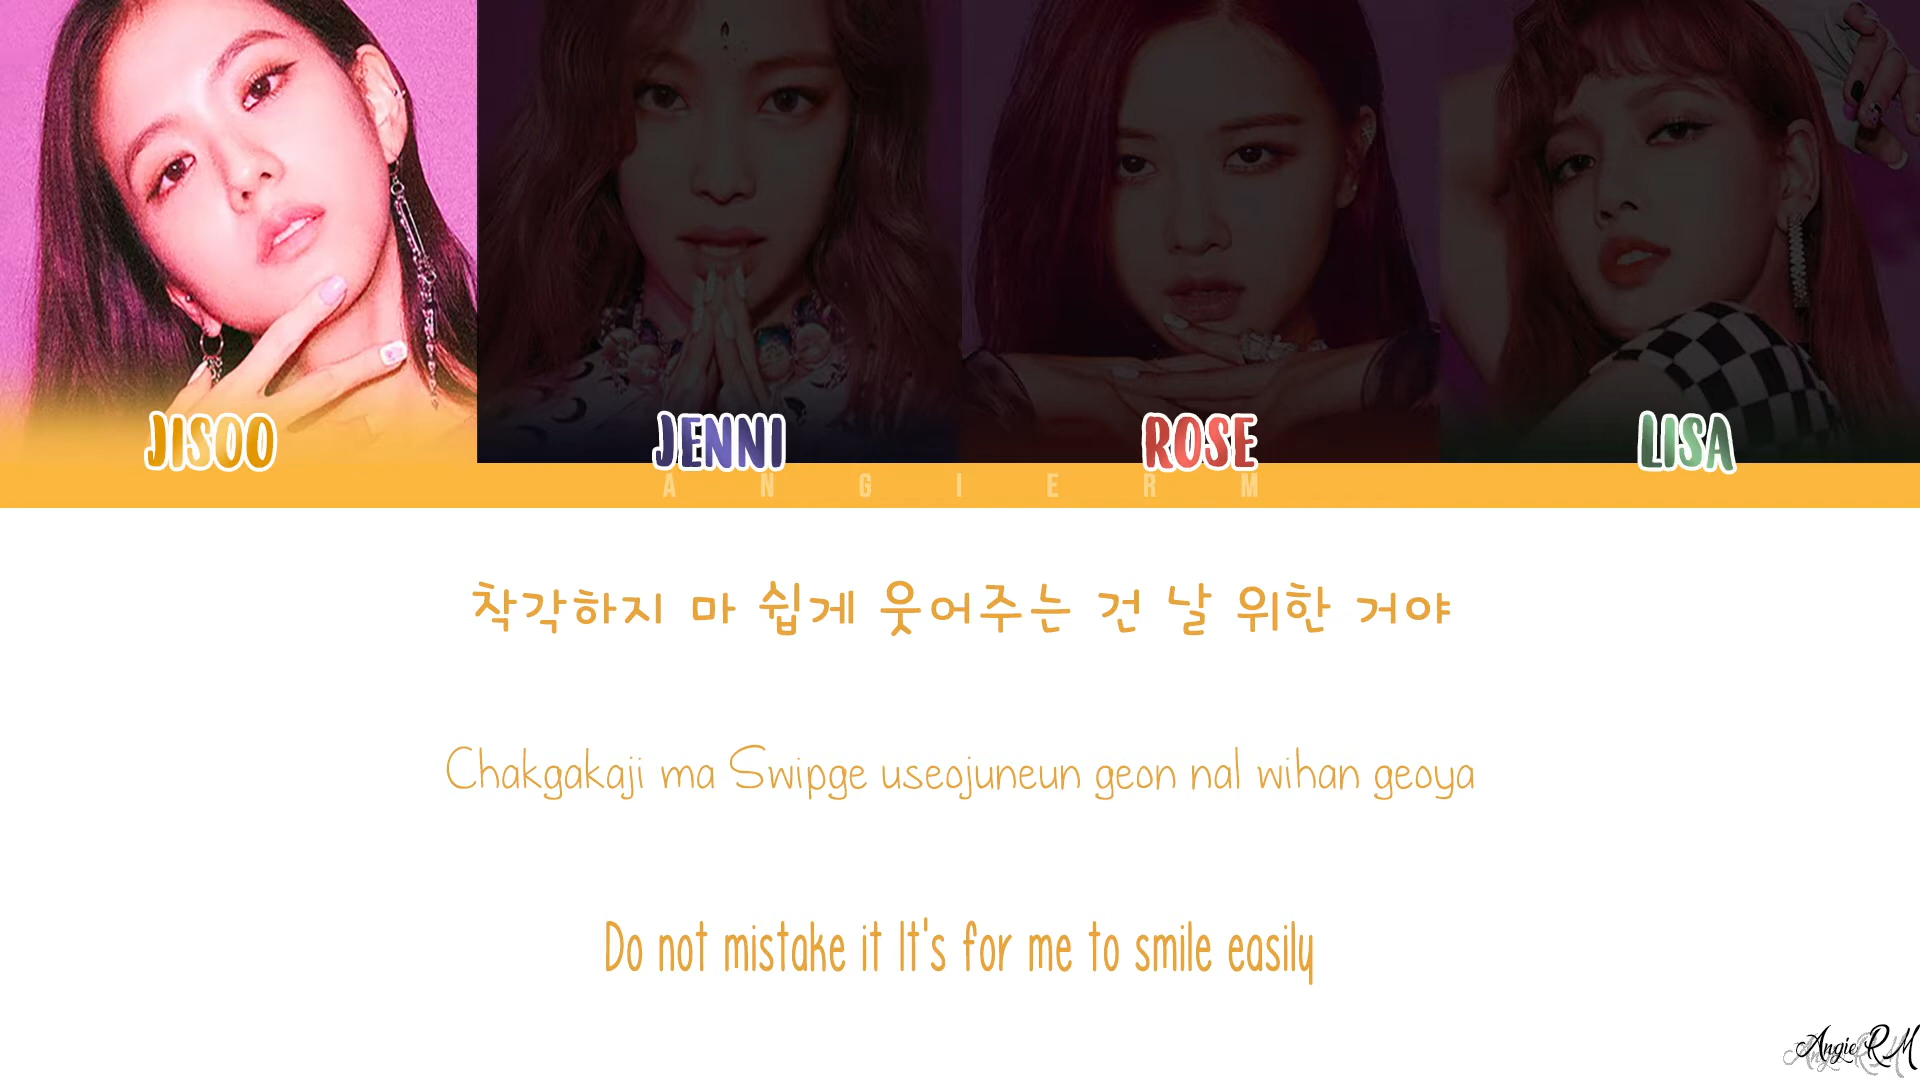 JISOO JENNI ROSE LISA
ANGIERM
착각하지 마 쉽게 웃어주는 건 날 위한 거야
Chakgakaji ma Swipge useojuneun geon nal wihan geoya
Do not mistake it It's for me to smile easily
Angie RM